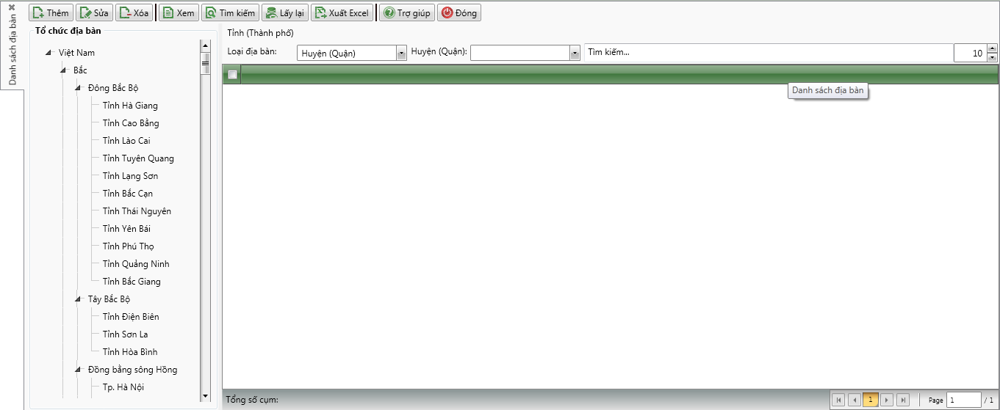 Danh sách địa bàn
Thêm Sửa Xóa Xem Tìm kiếm Lấy lại Xuất Excel Trợ giúp Đóng
Tổ chức địa bàn
Việt Nam
Bắc
Đông Bắc Bộ
Tỉnh Hà Giang
Tỉnh Cao Bằng
Tỉnh Lào Cai
Tỉnh Tuyên Quang
Tỉnh Lạng Sơn
Tỉnh Bắc Cạn
Tỉnh Thái Nguyên
Tỉnh Yên Bái
Tỉnh Phú Thọ
Tỉnh Quảng Ninh
Tỉnh Bắc Giang
Tây Bắc Bộ
Tỉnh Điện Biên
Tỉnh Sơn La
Tỉnh Hòa Bình
Đồng bằng sông Hồng
Tp. Hà Nội
Tỉnh (Thành phố)
Loại địa bàn: Huyện (Quận) Huyện (Quận): Tìm kiếm... 10
Danh sách địa bàn
Tổng số cụm: 1 Page 1 / 1